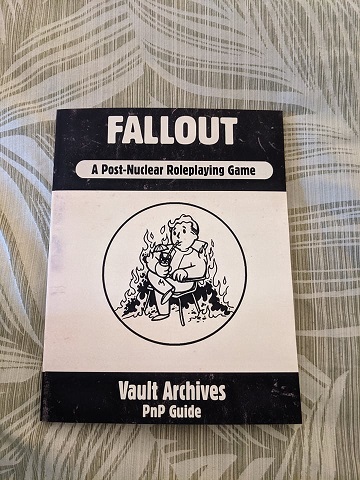 FALLOUT
A Post-Nuclear Roleplaying Game
Vault Archives
PnP Guide